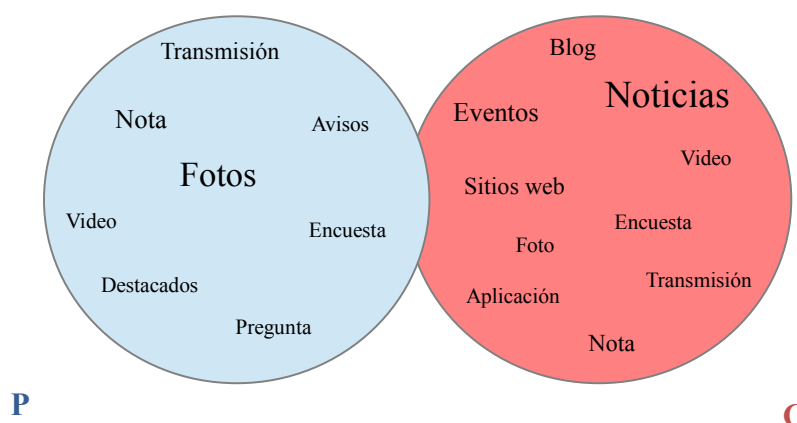 Transmisión
Nota
Avisos
Fotos
Video
Encuesta
Destacados
Pregunta
Blog
Noticias
Eventos
Video
Sitios web
Encuesta
Foto
Transmisión
Aplicación
Nota
P